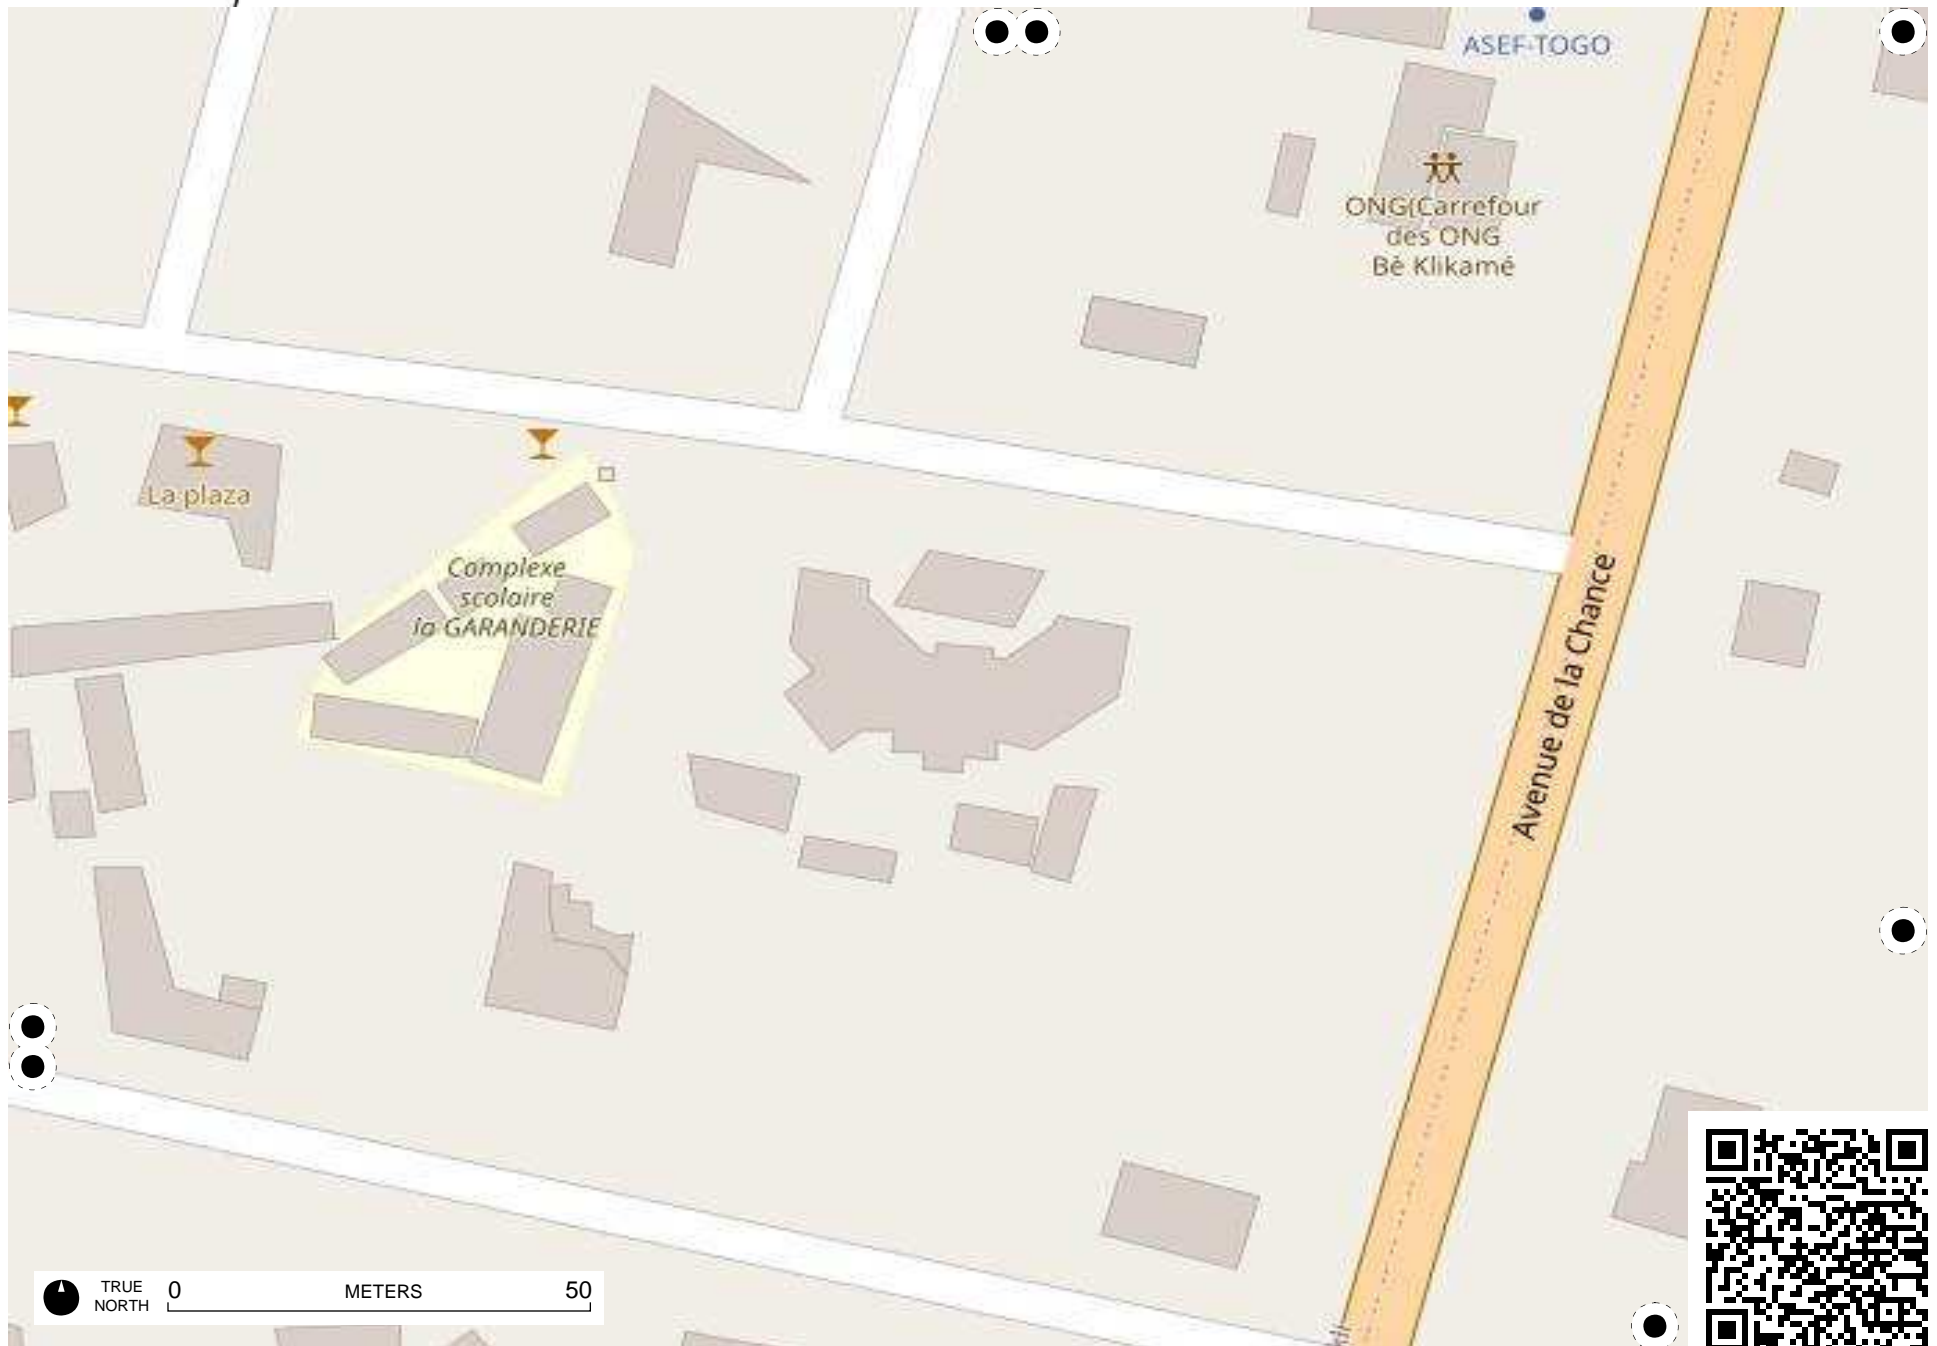 ASEF-TOGO
ONG(Carrefour
des ONG
Bè Klikamé
La plaza
Complexe
scolaire
la GARANDERIE
Avenue de la Chance
TRUE
NORTH
0 METERS 50